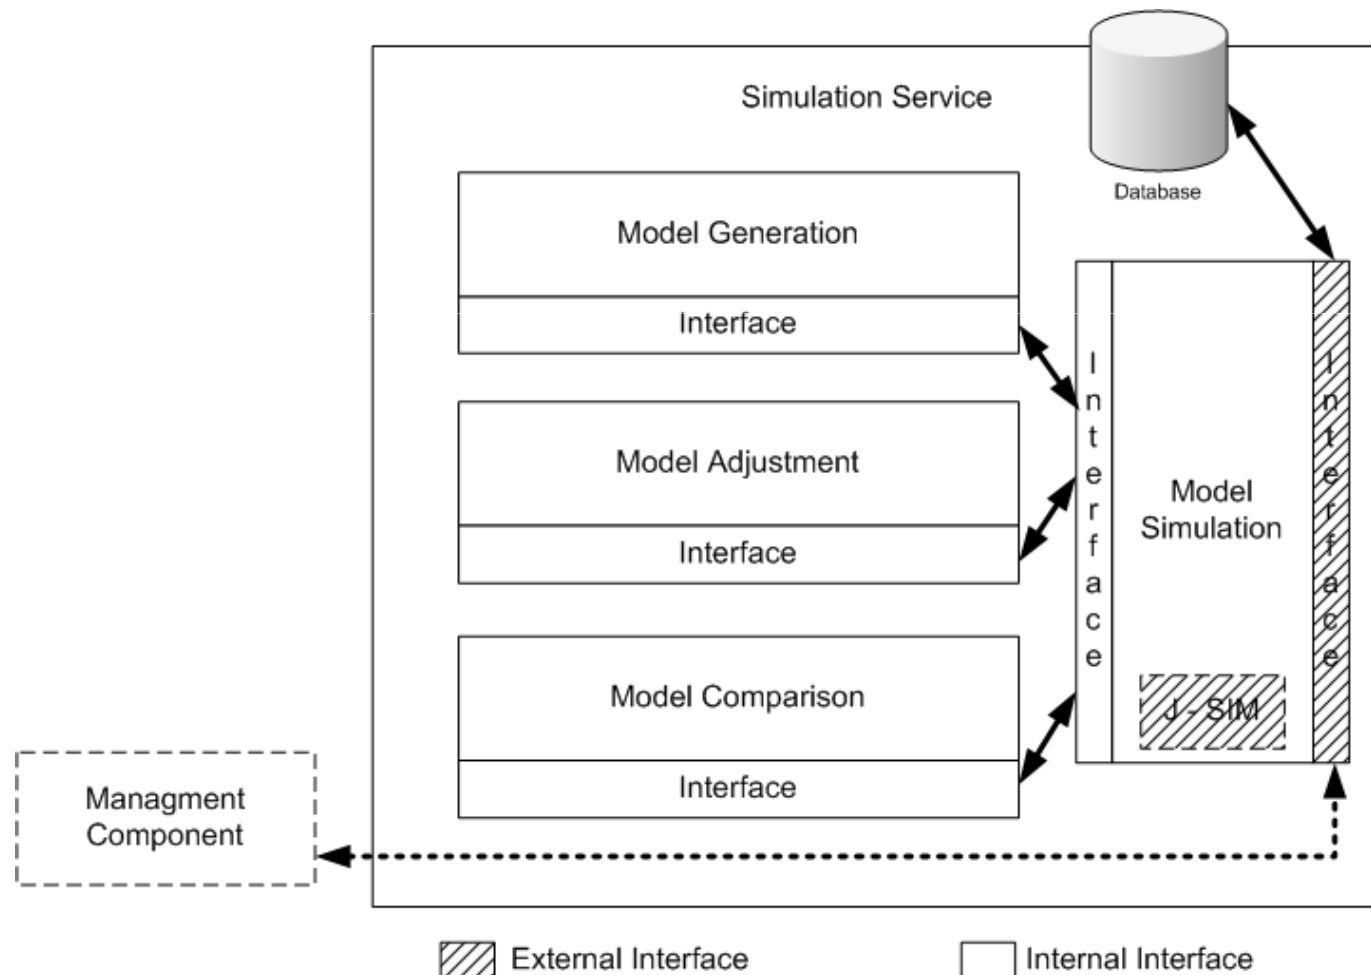 Simulation Service
Database
Model Generation
Interface
Model Adjustment
Interface
Model Comparison
Interface
Interface
Model
Simulation
J - SIM
Interface
Managment
Component
External Interface
Internal Interface